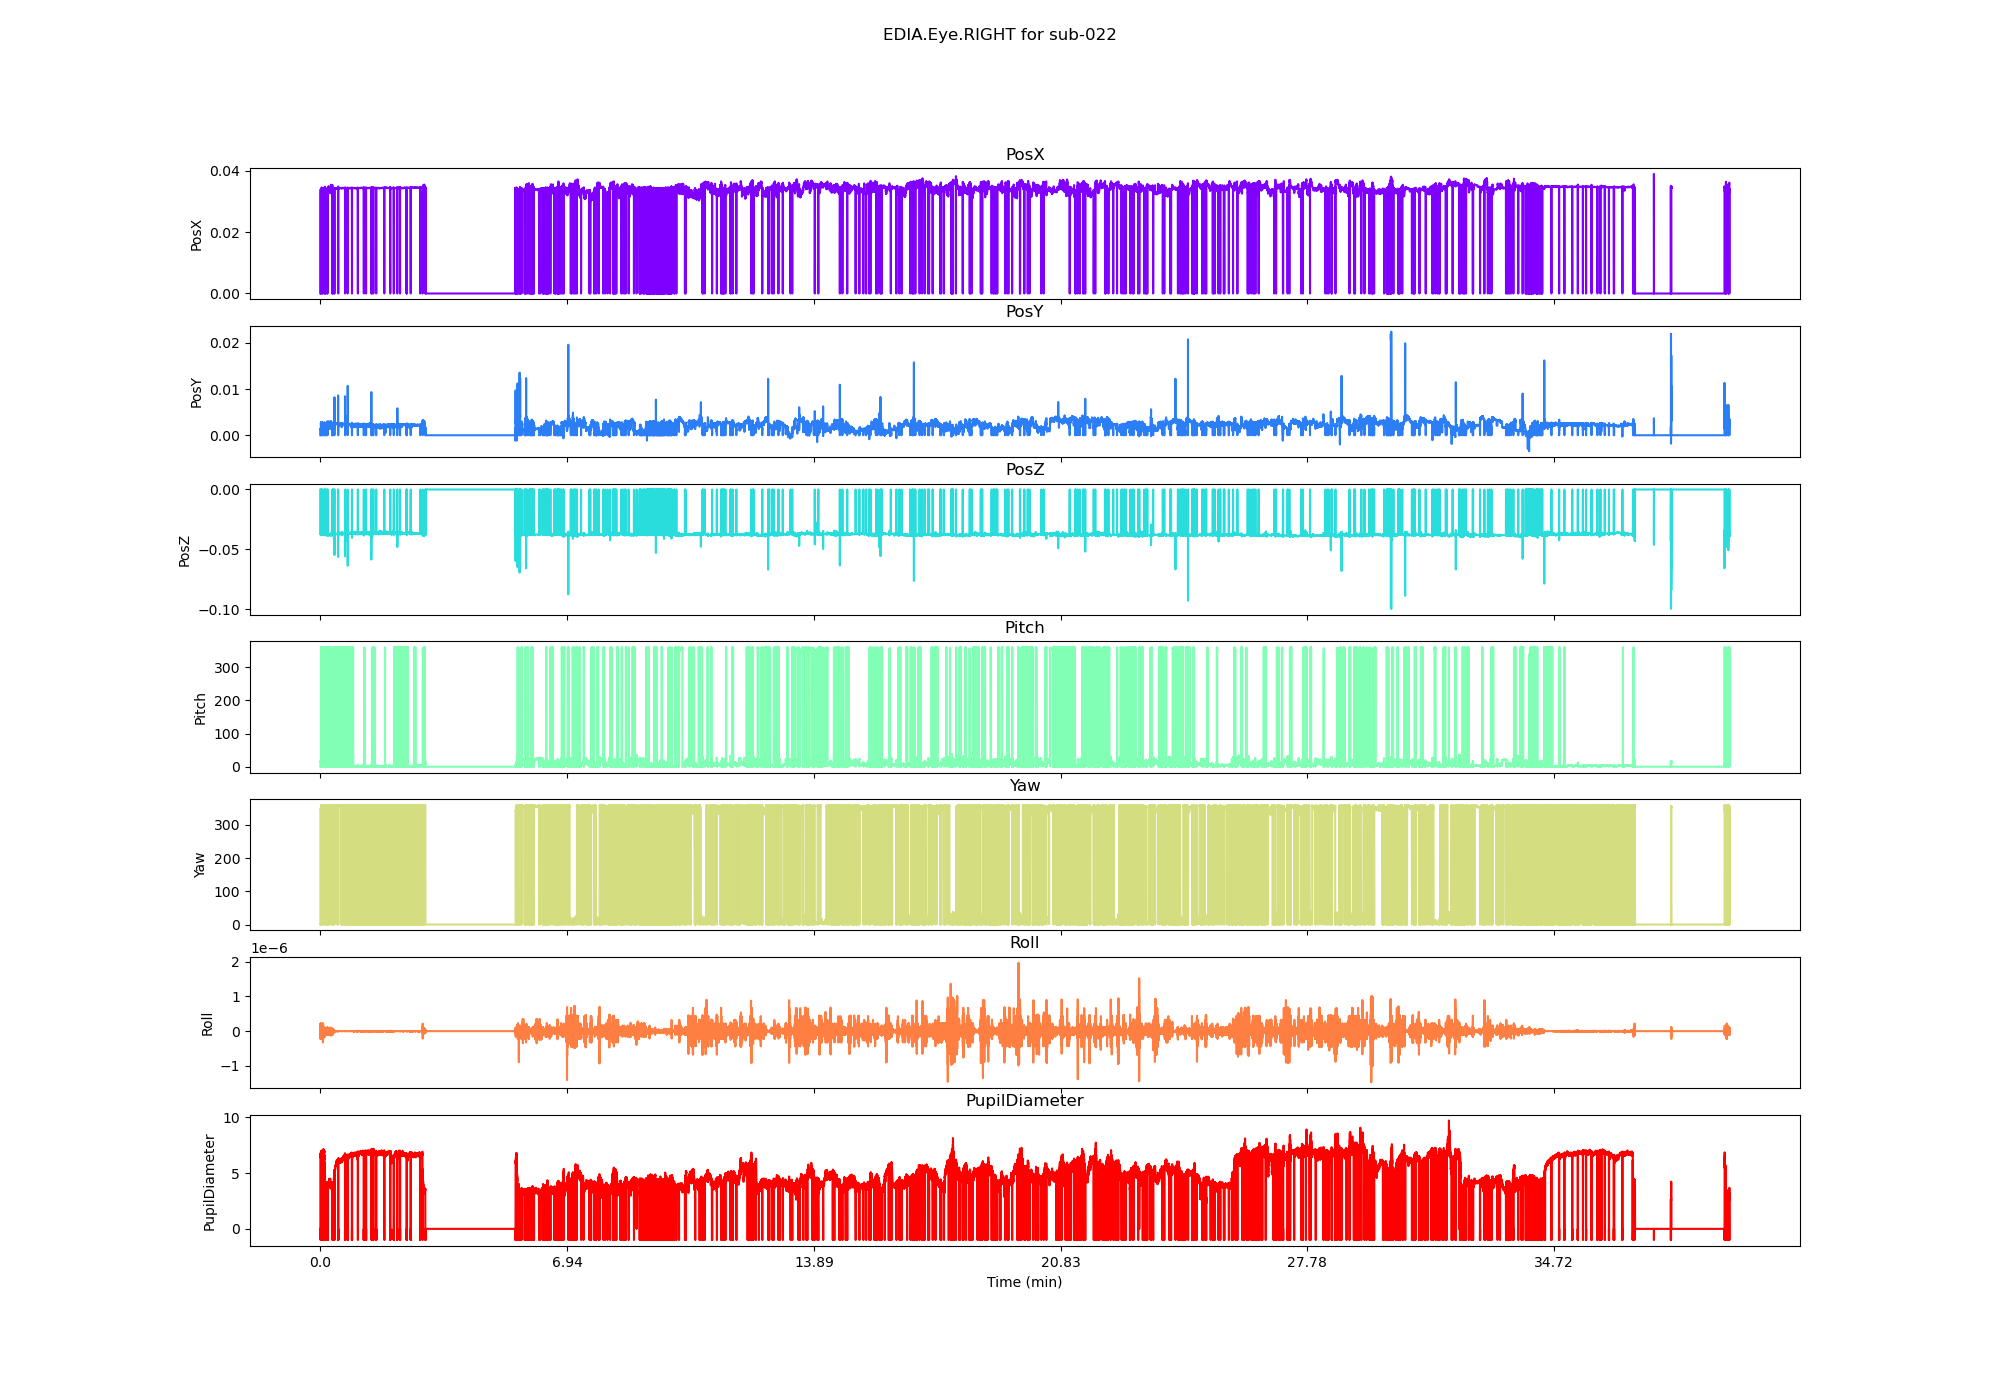 EDIA.Eye.RIGHT for sub-022
PosX
0.04
0.02
0.00
PosX
PosY
0.02
0.01
0.00
PosY
PosZ
0.00
−0.05
−0.10
PosZ
Pitch
300
200
100
0
Pitch
Yaw
300
200
100
0
Yaw
1e−6
Roll
2
1
0
−1
Roll
PupilDiameter
10
5
0
PupilDiameter
0.0 6.94 13.89 20.83 27.78 34.72
Time (min)